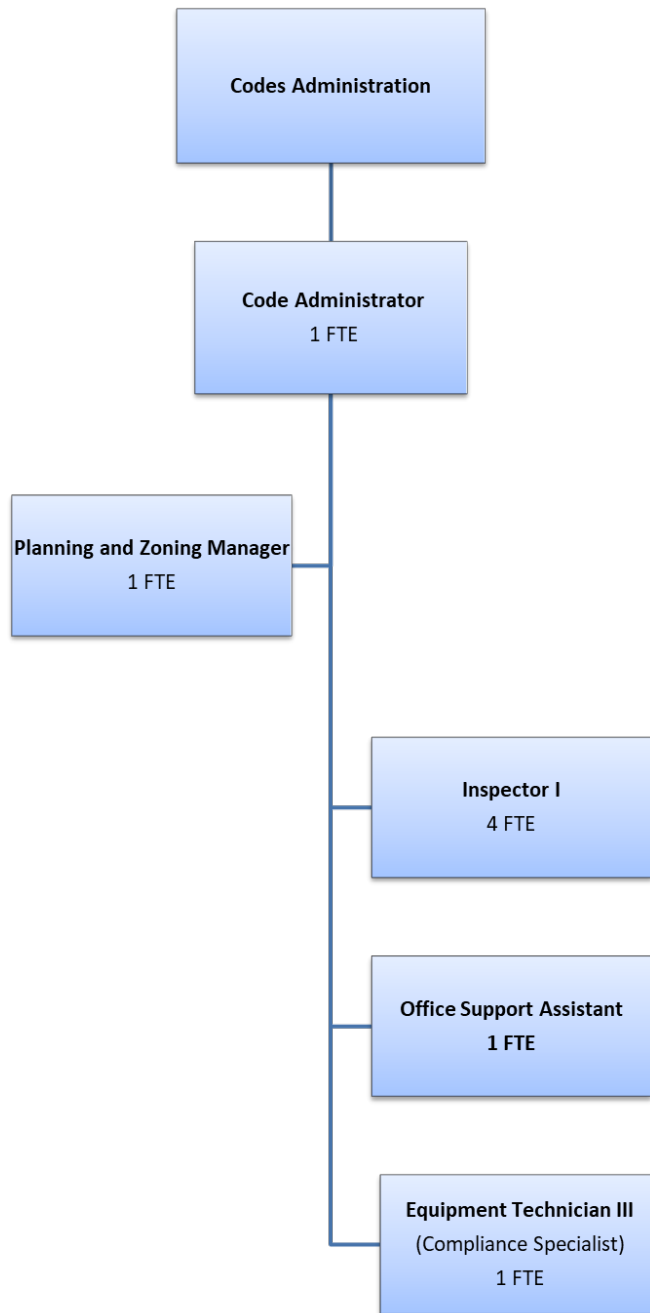 Codes Administration
Code Administrator
1 FTE
Planning and Zoning Manager
1 FTE
Inspector I
4 FTE
Office Support Assistant
1 FTE
Equipment Technician III
(Compliance Specialist)
1 FTE